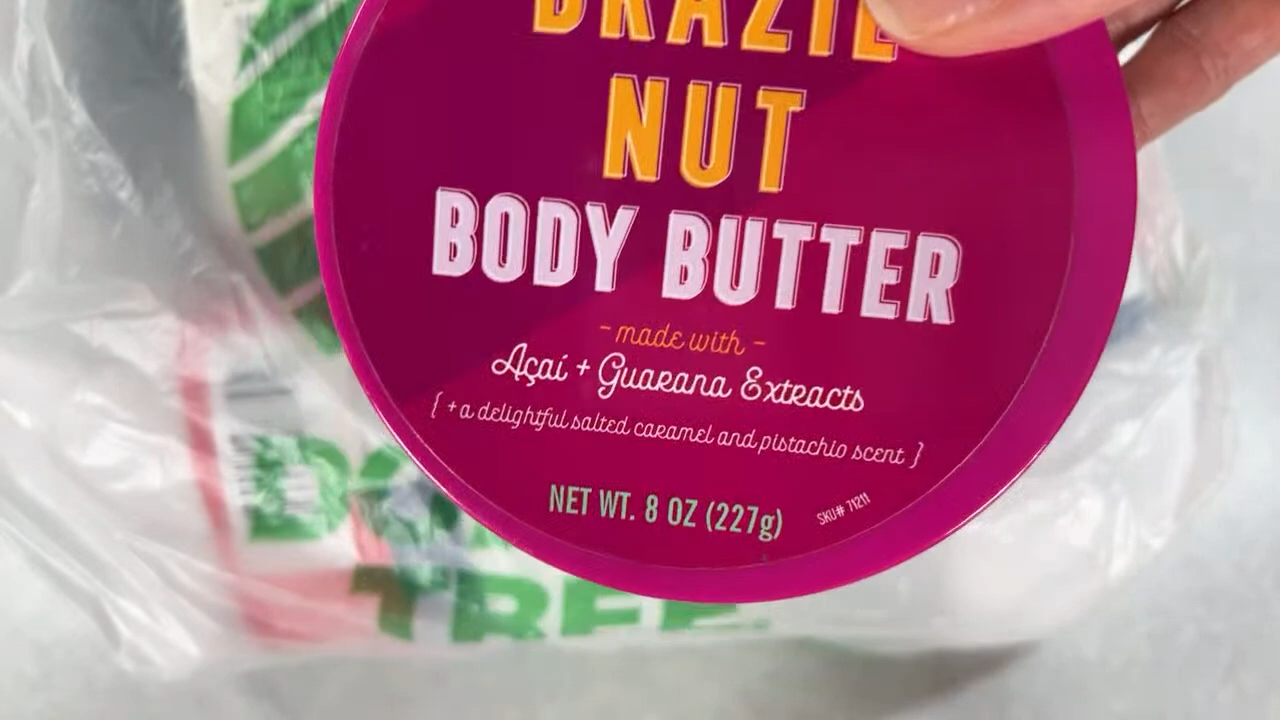 BRAZIL
NUT
BODY BUTTER
- made with -
Açaí + Guarana Extracts
{ + a delightful salted caramel and pistachio scent }
NET WT. 8 OZ (227g)
SKU# 71211
TREE